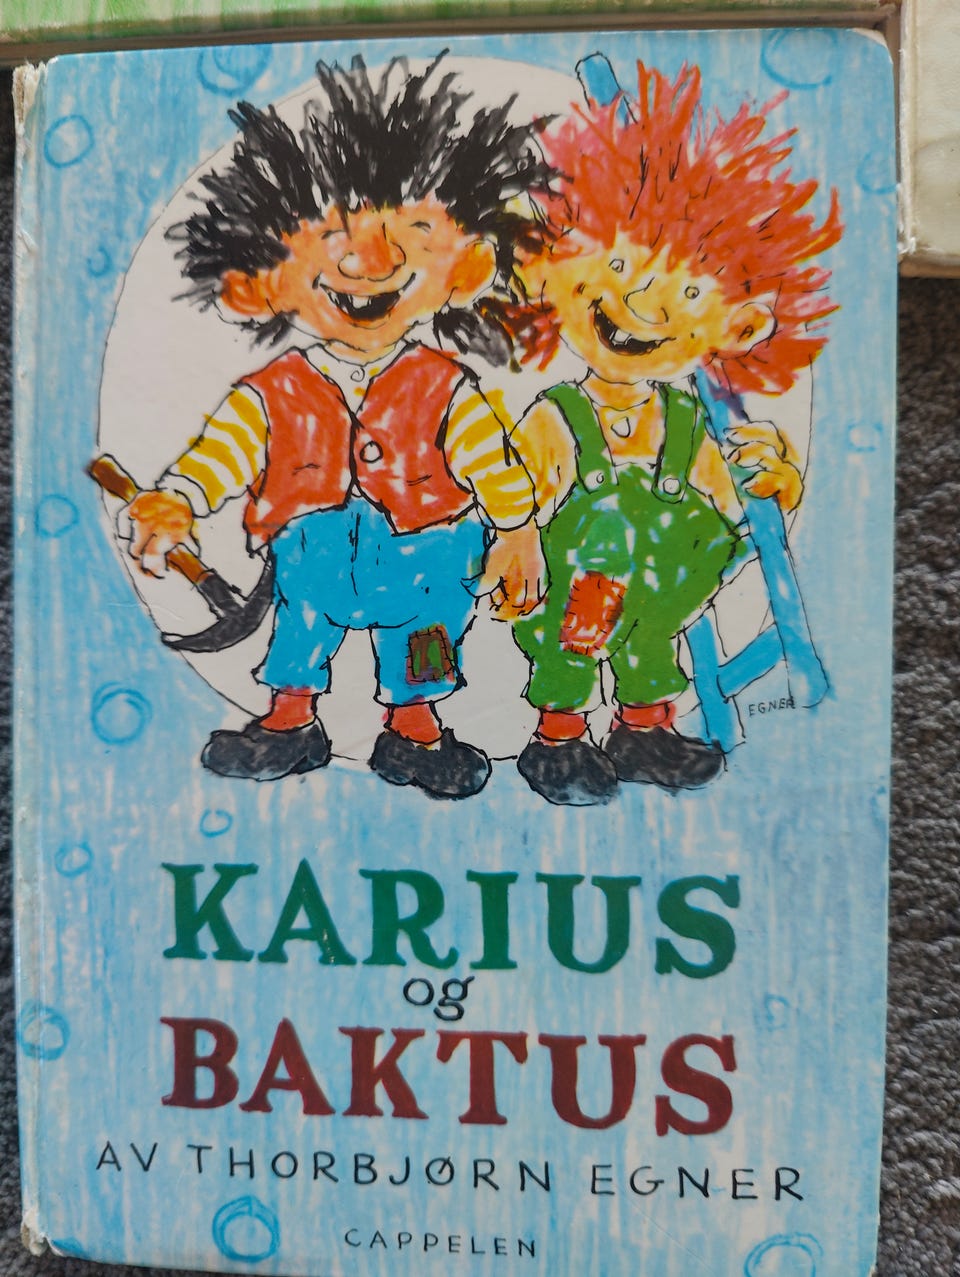 EGNER
KARIUS
og
BAKTUS
AV THORBJØRN EGNER
CAPPELEN